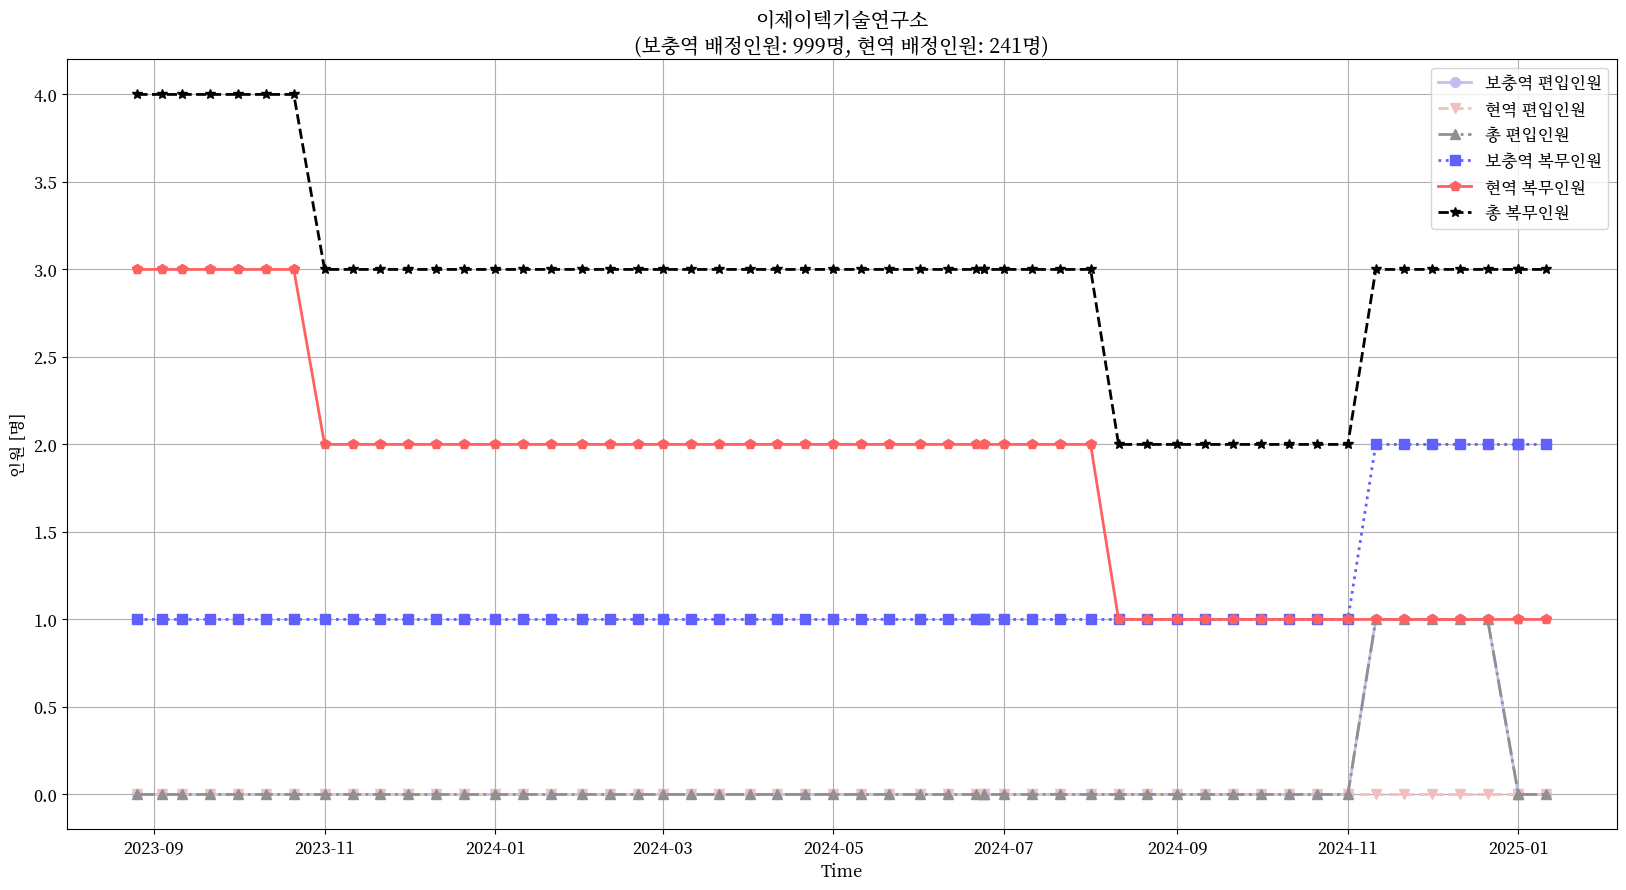 이제이텍기술연구소
(보충역 배정인원: 999명, 현역 배정인원: 241명)
보충역 편입인원
현역 편입인원
총 편입인원
보충역 복무인원
현역 복무인원
총 복무인원
인원 [명]
4.0
3.5
3.0
2.5
2.0
1.5
1.0
0.5
0.0
2023-09
2023-11
2024-01
2024-03
2024-05
2024-07
2024-09
2024-11
2025-01
Time